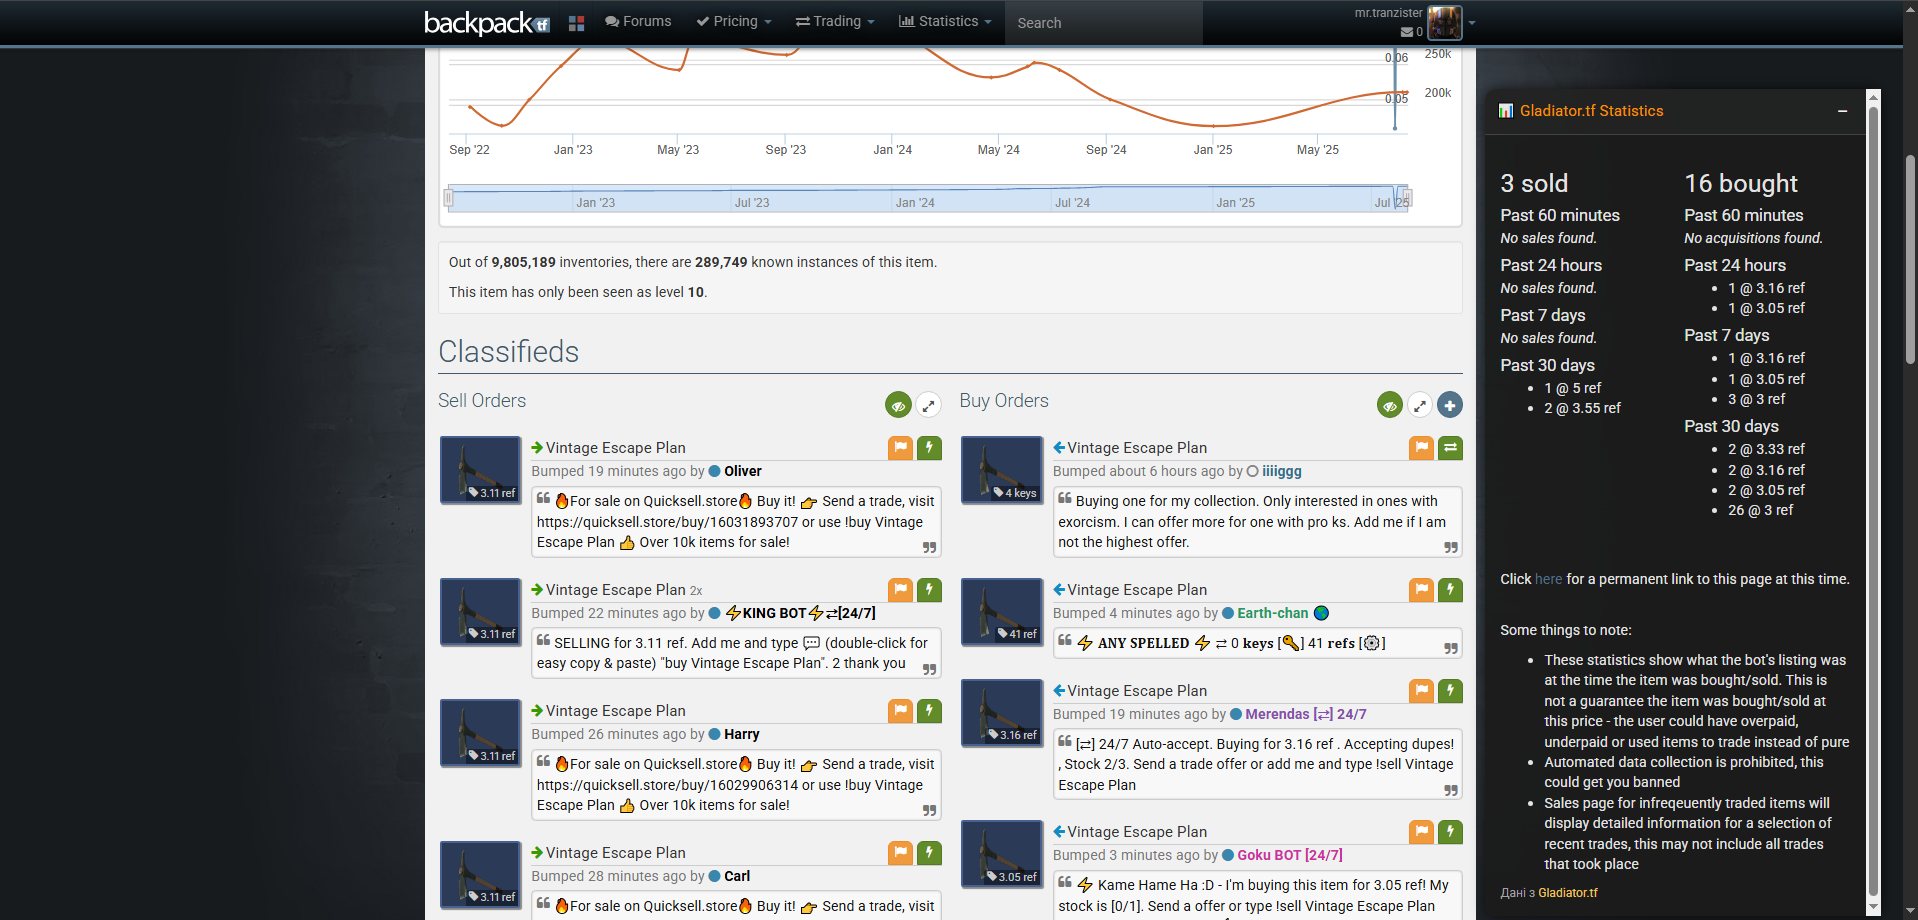 backpack tf
Forums
Pricing
Trading
Statistics
Search
mr.tranzister
0
0.06
250k
0.05
200k
Sep '22
Jan '23
May '23
Sep '23
Jan '24
May '24
Sep '24
Jan '25
May '25
Jan '23
Jul '23
Jan '24
Jul '24
Jan '25
Jul '25
Out of 9,805,189 inventories, there are 289,749 known instances of this item.
This item has only been seen as level 10.
Classifieds
Sell Orders
Vintage Escape Plan
Bumped 19 minutes ago by Oliver
3.11 ref
🔥For sale on Quicksell.store🔥 Buy it! 👉 Send a trade, visit
https://quicksell.store/buy/16031893707 or use !buy Vintage
Escape Plan 👍 Over 10k items for sale!
Vintage Escape Plan 2x
Bumped 22 minutes ago by ⚡KING BOT⚡⇄[24/7]
3.11 ref
SELLING for 3.11 ref. Add me and type 💬 (double-click for
easy copy & paste) "buy Vintage Escape Plan". 2 thank you
Vintage Escape Plan
Bumped 26 minutes ago by Harry
3.11 ref
🔥For sale on Quicksell.store🔥 Buy it! 👉 Send a trade, visit
https://quicksell.store/buy/16029906314 or use !buy Vintage
Escape Plan 👍 Over 10k items for sale!
Vintage Escape Plan
Bumped 28 minutes ago by Carl
3.11 ref
🔥For sale on Quicksell.store🔥 Buy it! 👉 Send a trade, visit
Buy Orders
Vintage Escape Plan
Bumped about 6 hours ago by iiiiggg
4 keys
Buying one for my collection. Only interested in ones with
exorcism. I can offer more for one with pro ks. Add me if I am
not the highest offer.
Vintage Escape Plan
Bumped 4 minutes ago by Earth-chan 🌎
41 ref
⚡ ANY SPELLED ⚡ ⇄ 0 keys [🔑] 41 refs [⚙]
Vintage Escape Plan
Bumped 19 minutes ago by Merendas [⇄] 24/7
3.16 ref
[⇄] 24/7 Auto-accept. Buying for 3.16 ref . Accepting dupes!
, Stock 2/3. Send a trade offer or add me and type !sell Vintage
Escape Plan
Vintage Escape Plan
Bumped 3 minutes ago by Goku BOT [24/7]
3.05 ref
⚡ Kame Hame Ha :D - I'm buying this item for 3.05 ref! My
stock is [0/1]. Send a offer or type !sell Vintage Escape Plan
📊 Gladiator.tf Statistics
3 sold
Past 60 minutes
No sales found.
Past 24 hours
No sales found.
Past 7 days
No sales found.
Past 30 days
1 @ 5 ref
2 @ 3.55 ref
16 bought
Past 60 minutes
No acquisitions found.
Past 24 hours
1 @ 3.16 ref
1 @ 3.05 ref
Past 7 days
1 @ 3.16 ref
1 @ 3.05 ref
3 @ 3 ref
Past 30 days
2 @ 3.33 ref
2 @ 3.16 ref
2 @ 3.05 ref
26 @ 3 ref
Click here for a permanent link to this page at this time.
Some things to note:
These statistics show what the bot's listing was
at the time the item was bought/sold. This is
not a guarantee the item was bought/sold at
this price - the user could have overpaid,
underpaid or used items to trade instead of pure
Automated data collection is prohibited, this
could get you banned
Sales page for infreqeuently traded items will
display detailed information for a selection of
recent trades, this may not include all trades
that took place
Дані з Gladiator.tf